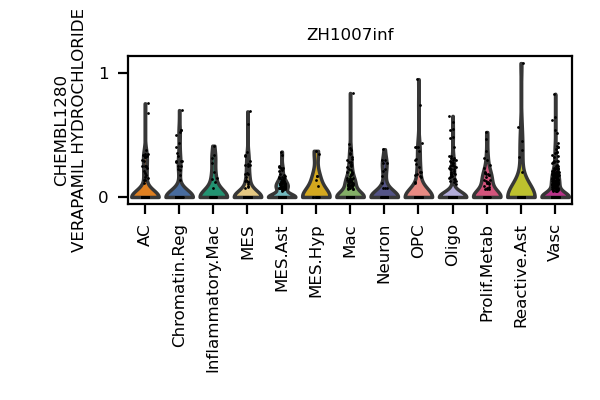 ZH1007inf
CHEMBL1280
VERAPAMIL HYDROCHLORIDE
1
0
AC
Chromatin.Reg
Inflammatory.Mac
MES
MES.Ast
MES.Hyp
Mac
Neuron
OPC
Oligo
Prolif.Metab
Reactive.Ast
Vasc